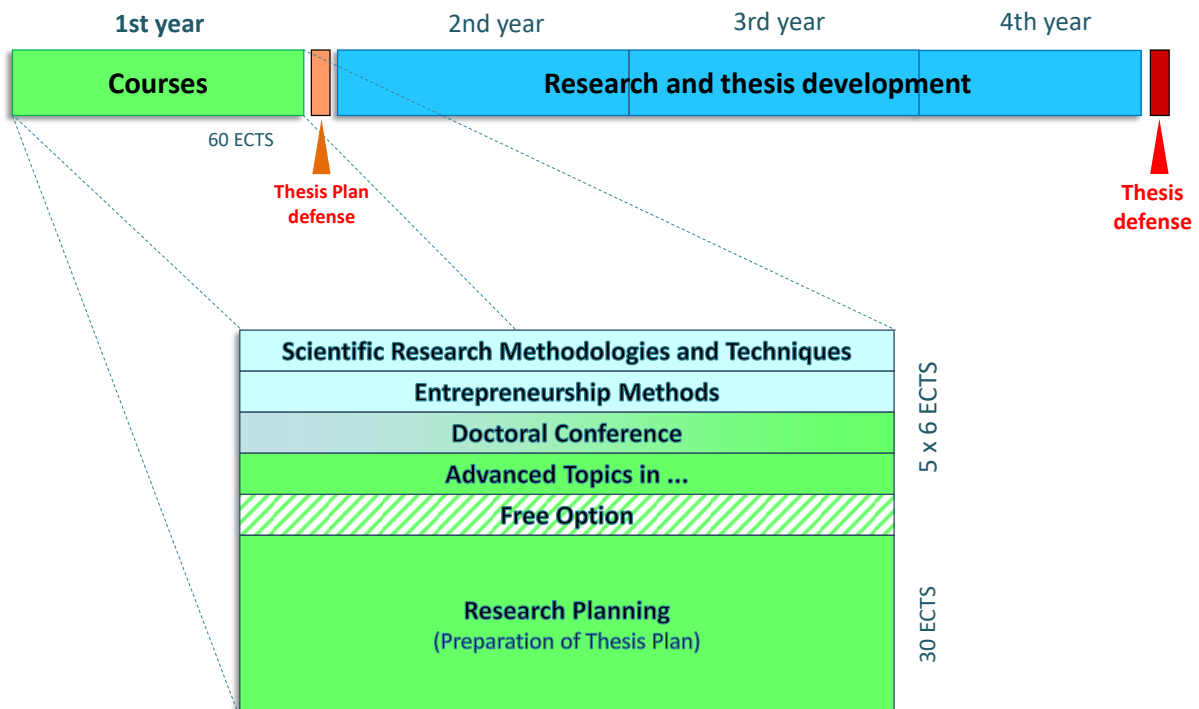 1st year
2nd year
3rd year
4th year
Courses
Research and thesis development
60 ECTS
Thesis Plan
defense
Thesis
defense
Scientific Research Methodologies and Techniques
Entrepreneurship Methods
Doctoral Conference
Advanced Topics in ...
Free Option
5 x 6 ECTS
Research Planning
(Preparation of Thesis Plan)
30 ECTS